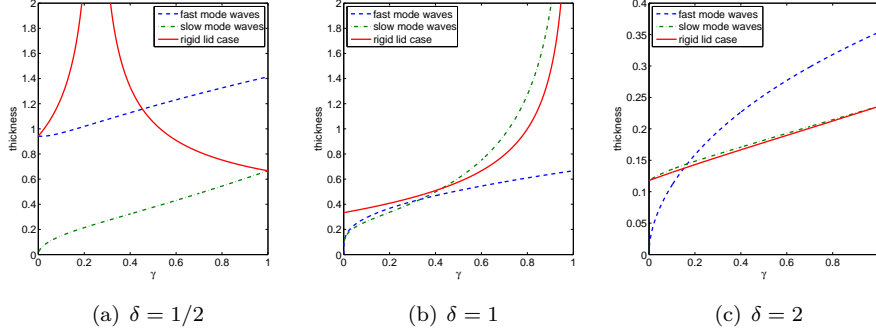 2
1.8
1.6
1.4
1.2
1
0.8
0.6
0.4
0.2
0
thickness
fast mode waves
slow mode waves
rigid lid case
0 0.2 0.4 0.6 0.8 1
γ
(a) δ = 1/2
2
1.8
1.6
1.4
1.2
1
0.8
0.6
0.4
0.2
0
thickness
fast mode waves
slow mode waves
rigid lid case
0 0.2 0.4 0.6 0.8 1
γ
(b) δ = 1
0.4
0.35
0.3
0.25
0.2
0.15
0.1
0.05
0
thickness
fast mode waves
slow mode waves
rigid lid case
0 0.2 0.4 0.6 0.8
γ
(c) δ = 2